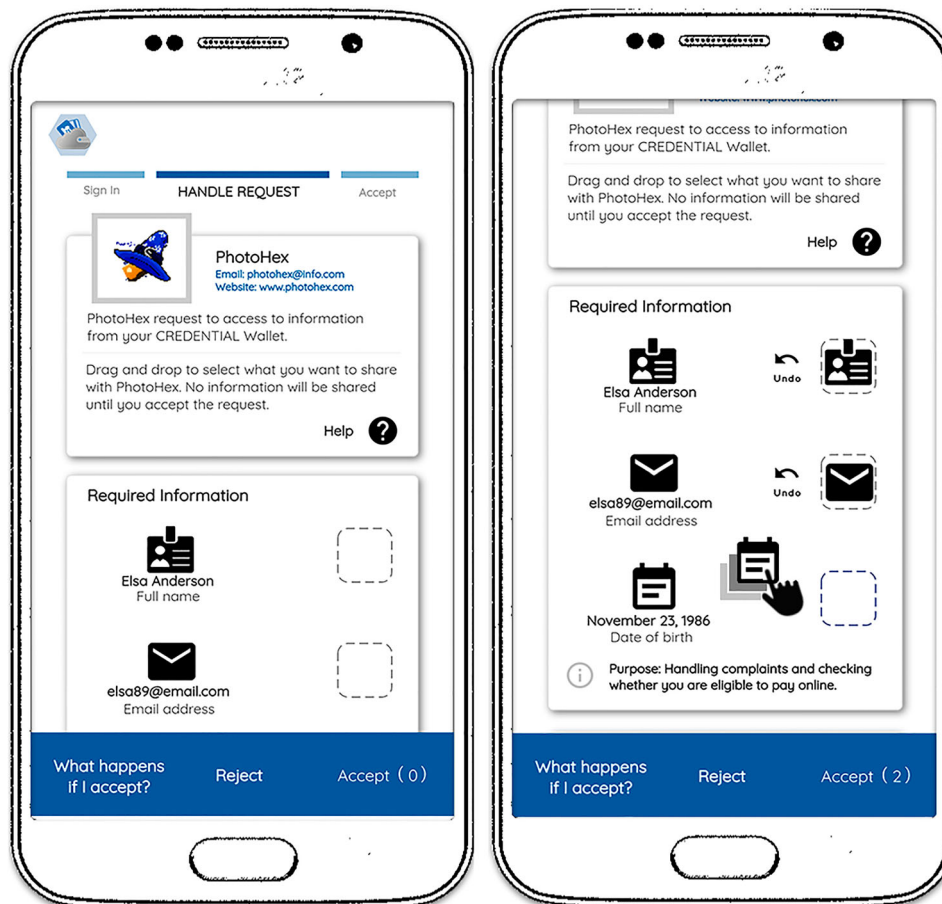 Sign In
HANDLE REQUEST
Accept
PhotoHex
Email: photohex@info.com
Website: www.photohex.com
PhotoHex request to access to information
from your CREDENTIAL Wallet.
Drag and drop to select what you want to share
with PhotoHex. No information will be shared
until you accept the request.
Help
Required Information
Elsa Anderson
Full name
elsa89@email.com
Email address
What happens
if I accept?
Reject
Accept ( 0 )
Website: www.photohex.com
PhotoHex request to access to information
from your CREDENTIAL Wallet.
Drag and drop to select what you want to share
with PhotoHex. No information will be shared
until you accept the request.
Help
Required Information
Elsa Anderson
Full name
Undo
elsa89@email.com
Email address
Undo
November 23, 1986
Date of birth
Purpose: Handling complaints and checking
whether you are eligible to pay online.
What happens
if I accept?
Reject
Accept ( 2 )